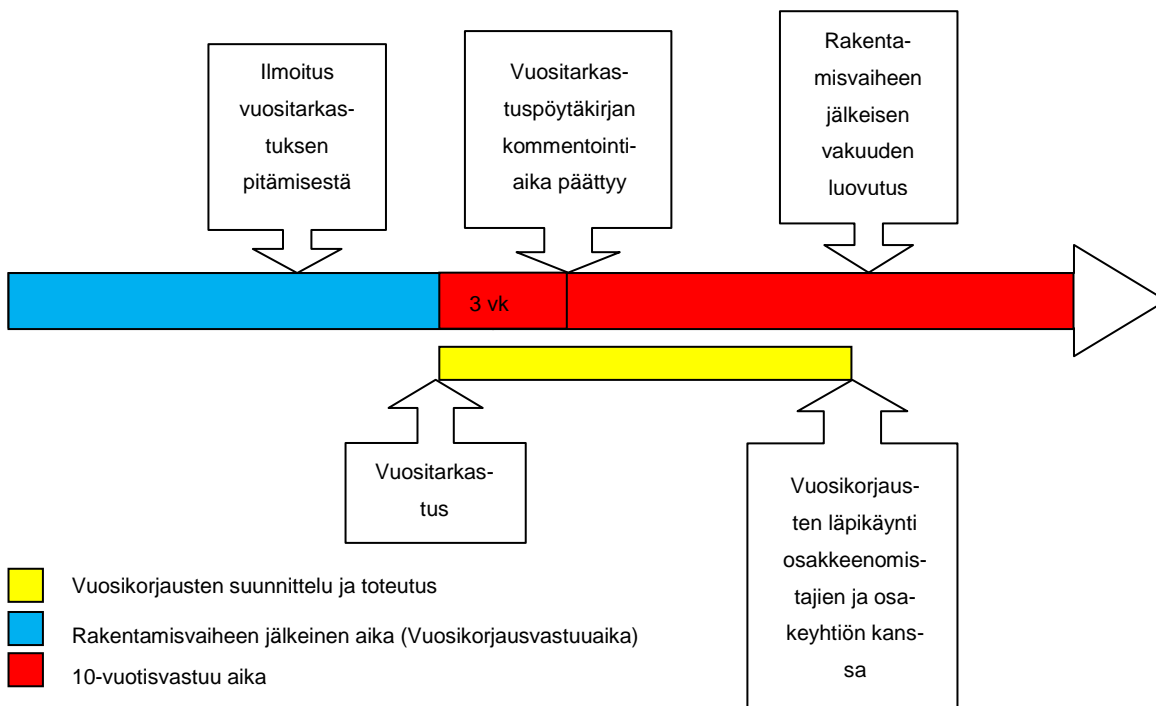 Ilmoitus
vuositarkas-
tuksen
pitämisestä
Vuositarkas-
tuspöytäkirjan
kommentointi-
aika päättyy
Rakenta-
misvaiheen
jälkeisen
vakuuden
luovutus
3 vk
Vuositarkas-
tus
Vuosikorjaus-
ten läpikäynti
osakkeenomis-
tajien ja osa-
keyhtiön kans-
sa
Vuosikorjausten suunnittelu ja toteutus
Rakentamisvaiheen jälkeinen aika (Vuosikorjausvastuuaika)
10-vuotisvastuu aika